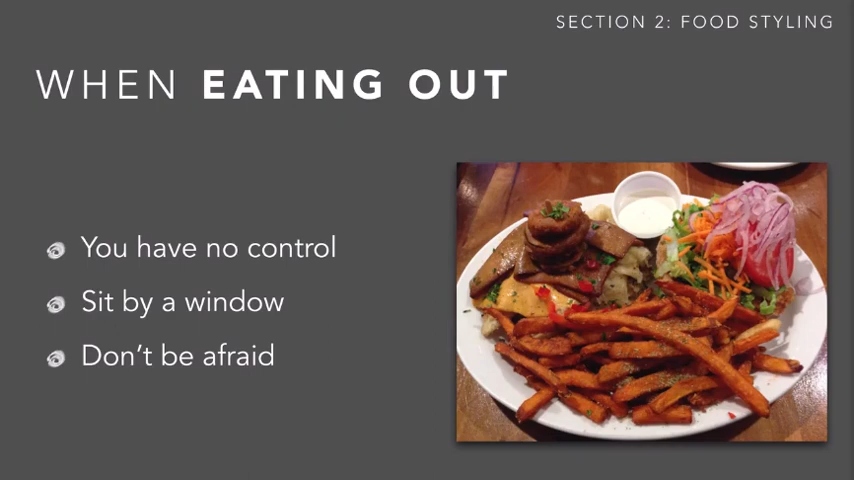 SECTION 2: FOOD STYLING
WHEN EATING OUT
You have no control
Sit by a window
Don’t be afraid